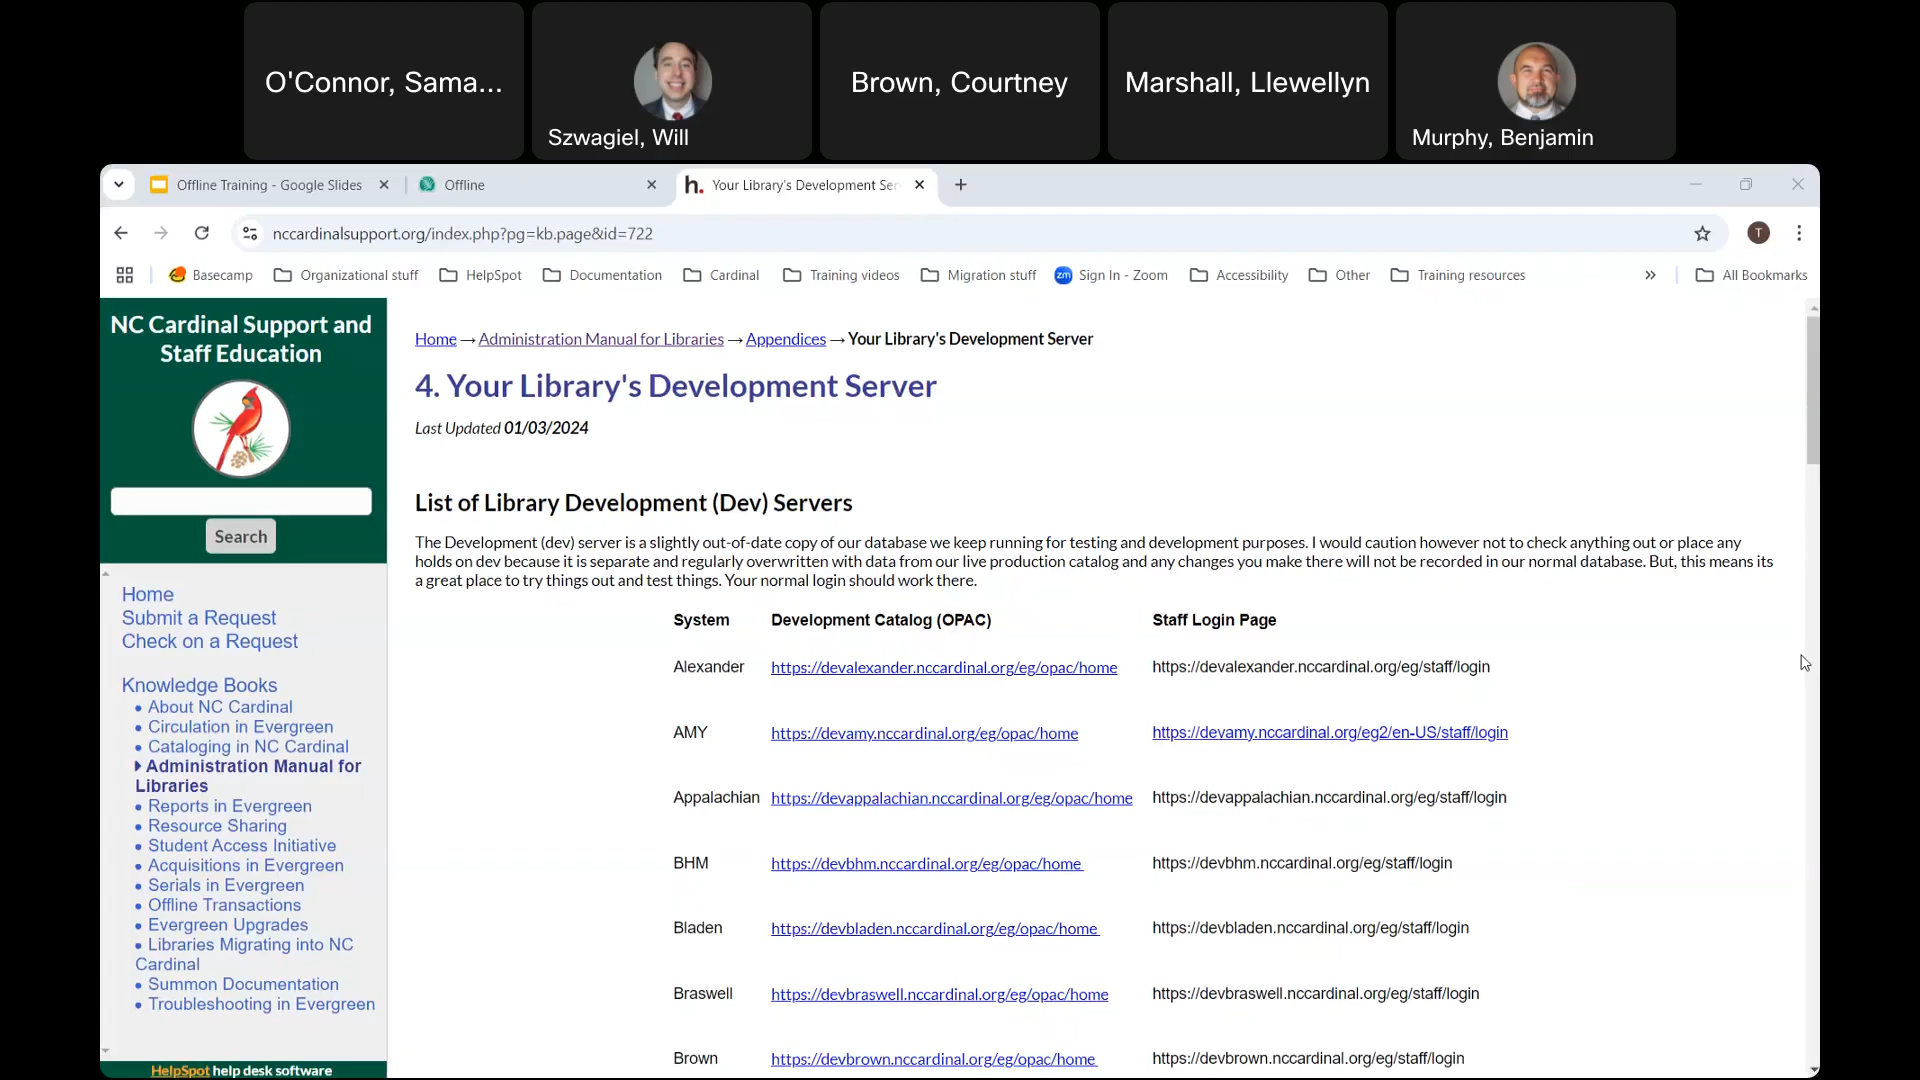 O'Connor, Sama...
Szwagiel, Will
Brown, Courtney
Marshall, Llewellyn
Murphy, Benjamin
Offline Training - Google Slides
Offline
h. Your Library's Development Ser
nccardinalsupport.org/index.php?pg=kb.page&id=722
T
Basecamp
Organizational stuff
HelpSpot
Documentation
Cardinal
Training videos
Migration stuff
zm Sign In - Zoom
Accessibility
Other
Training resources
»
All Bookmarks
NC Cardinal Support and
Staff Education
Search
Home
Submit a Request
Check on a Request
Knowledge Books
About NC Cardinal
Circulation in Evergreen
Cataloging in NC Cardinal
Administration Manual for
Libraries
Reports in Evergreen
Resource Sharing
Student Access Initiative
Acquisitions in Evergreen
Serials in Evergreen
Offline Transactions
Evergreen Upgrades
Libraries Migrating into NC
Cardinal
Summon Documentation
Troubleshooting in Evergreen
HelpSpot help desk software
Home → Administration Manual for Libraries → Appendices → Your Library's Development Server
4. Your Library's Development Server
Last Updated 01/03/2024
List of Library Development (Dev) Servers
The Development (dev) server is a slightly out-of-date copy of our database we keep running for testing and development purposes. I would caution however not to check anything out or place any
holds on dev because it is separate and regularly overwritten with data from our live production catalog and any changes you make there will not be recorded in our normal database. But, this means its
a great place to try things out and test things. Your normal login should work there.
System Development Catalog (OPAC) Staff Login Page
Alexander https://devalexander.nccardinal.org/eg/opac/home https://devalexander.nccardinal.org/eg/staff/login
AMY https://devamy.nccardinal.org/eg/opac/home https://devamy.nccardinal.org/eg2/en-US/staff/login
Appalachian https://devappalachian.nccardinal.org/eg/opac/home https://devappalachian.nccardinal.org/eg/staff/login
BHM https://devbhm.nccardinal.org/eg/opac/home https://devbhm.nccardinal.org/eg/staff/login
Bladen https://devbladen.nccardinal.org/eg/opac/home https://devbladen.nccardinal.org/eg/staff/login
Braswell https://devbraswell.nccardinal.org/eg/opac/home https://devbraswell.nccardinal.org/eg/staff/login
Brown https://devbrown.nccardinal.org/eg/opac/home https://devbrown.nccardinal.org/eg/staff/login